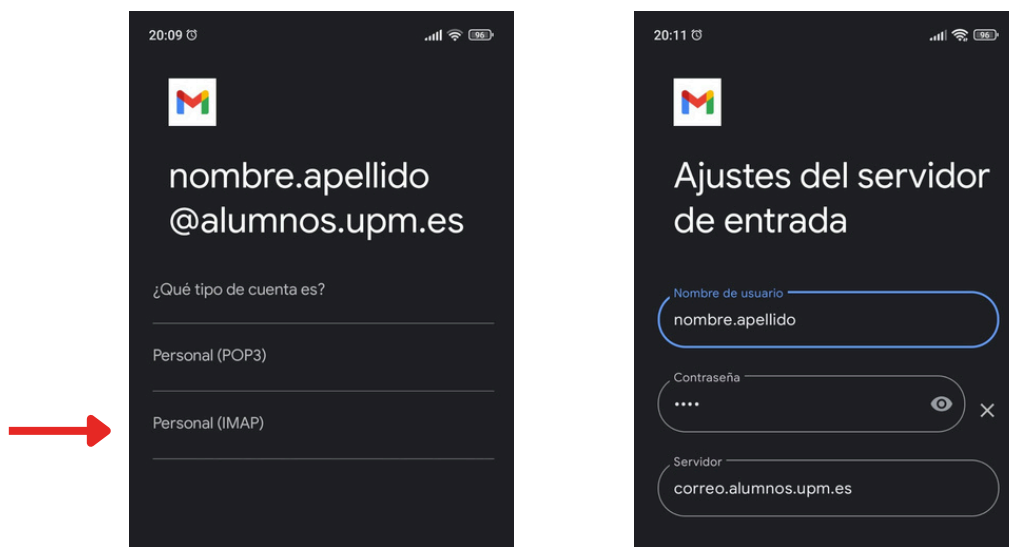 20:09
96
nombre.apellido
@alumnos.upm.es
¿Qué tipo de cuenta es?
Personal (POP3)
Personal (IMAP)
20:11
96
Ajustes del servidor
de entrada
Nombre de usuario
nombre.apellido
Contraseña
••••
Servidor
correo.alumnos.upm.es